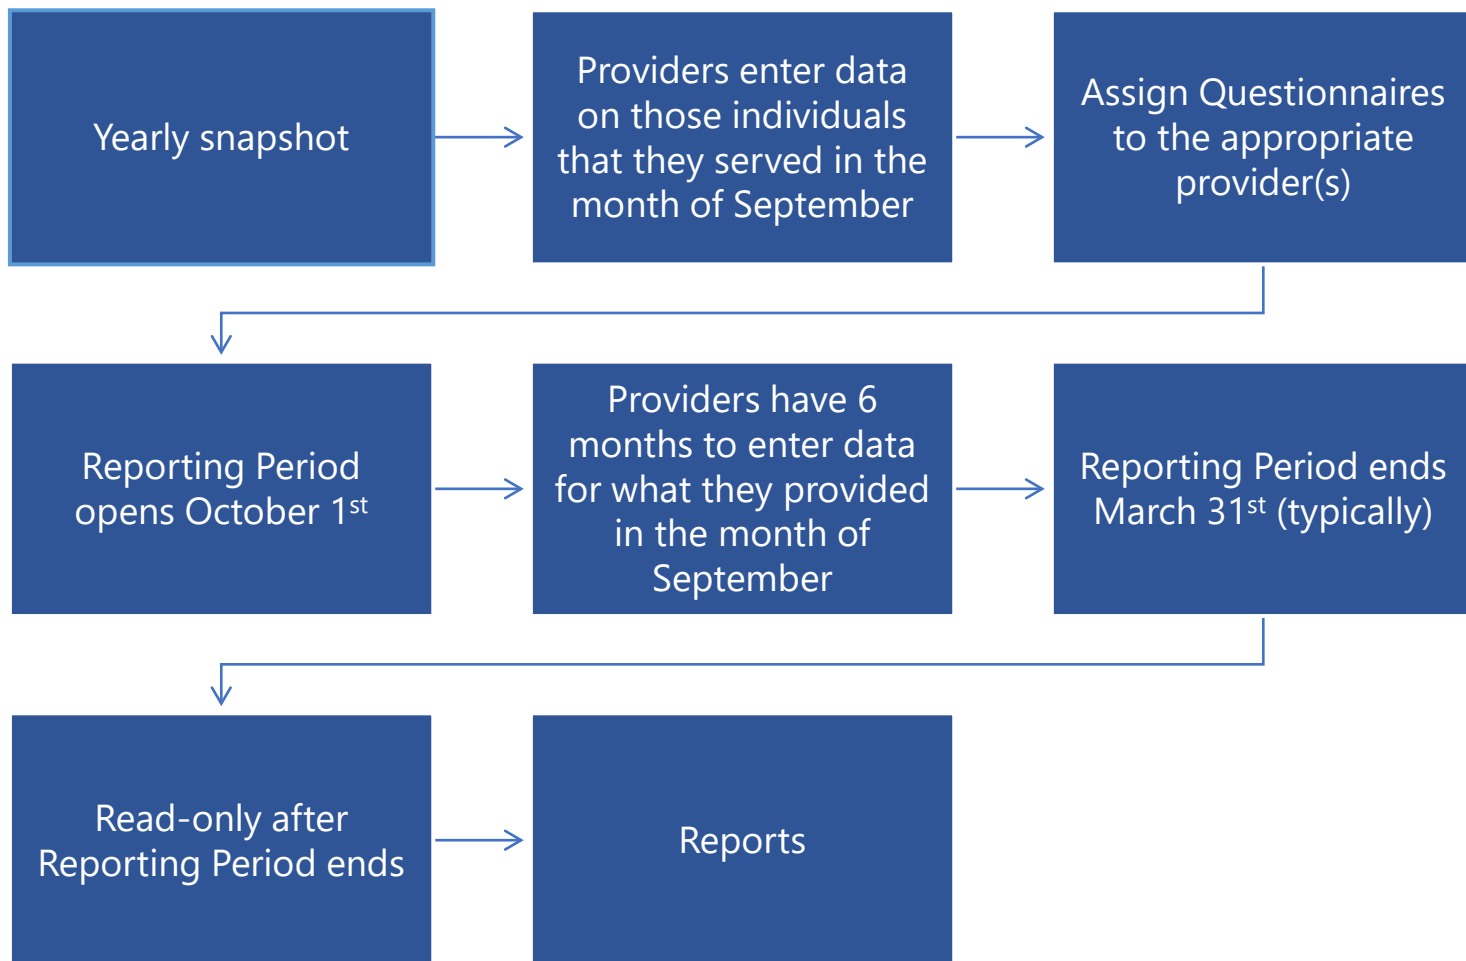 Yearly snapshot
Providers enter data
on those individuals
that they served in the
month of September
Assign Questionnaires
to the appropriate
provider(s)
Reporting Period
opens October 1st
Providers have 6
months to enter data
for what they provided
in the month of
September
Reporting Period ends
March 31st (typically)
Read-only after
Reporting Period ends
Reports